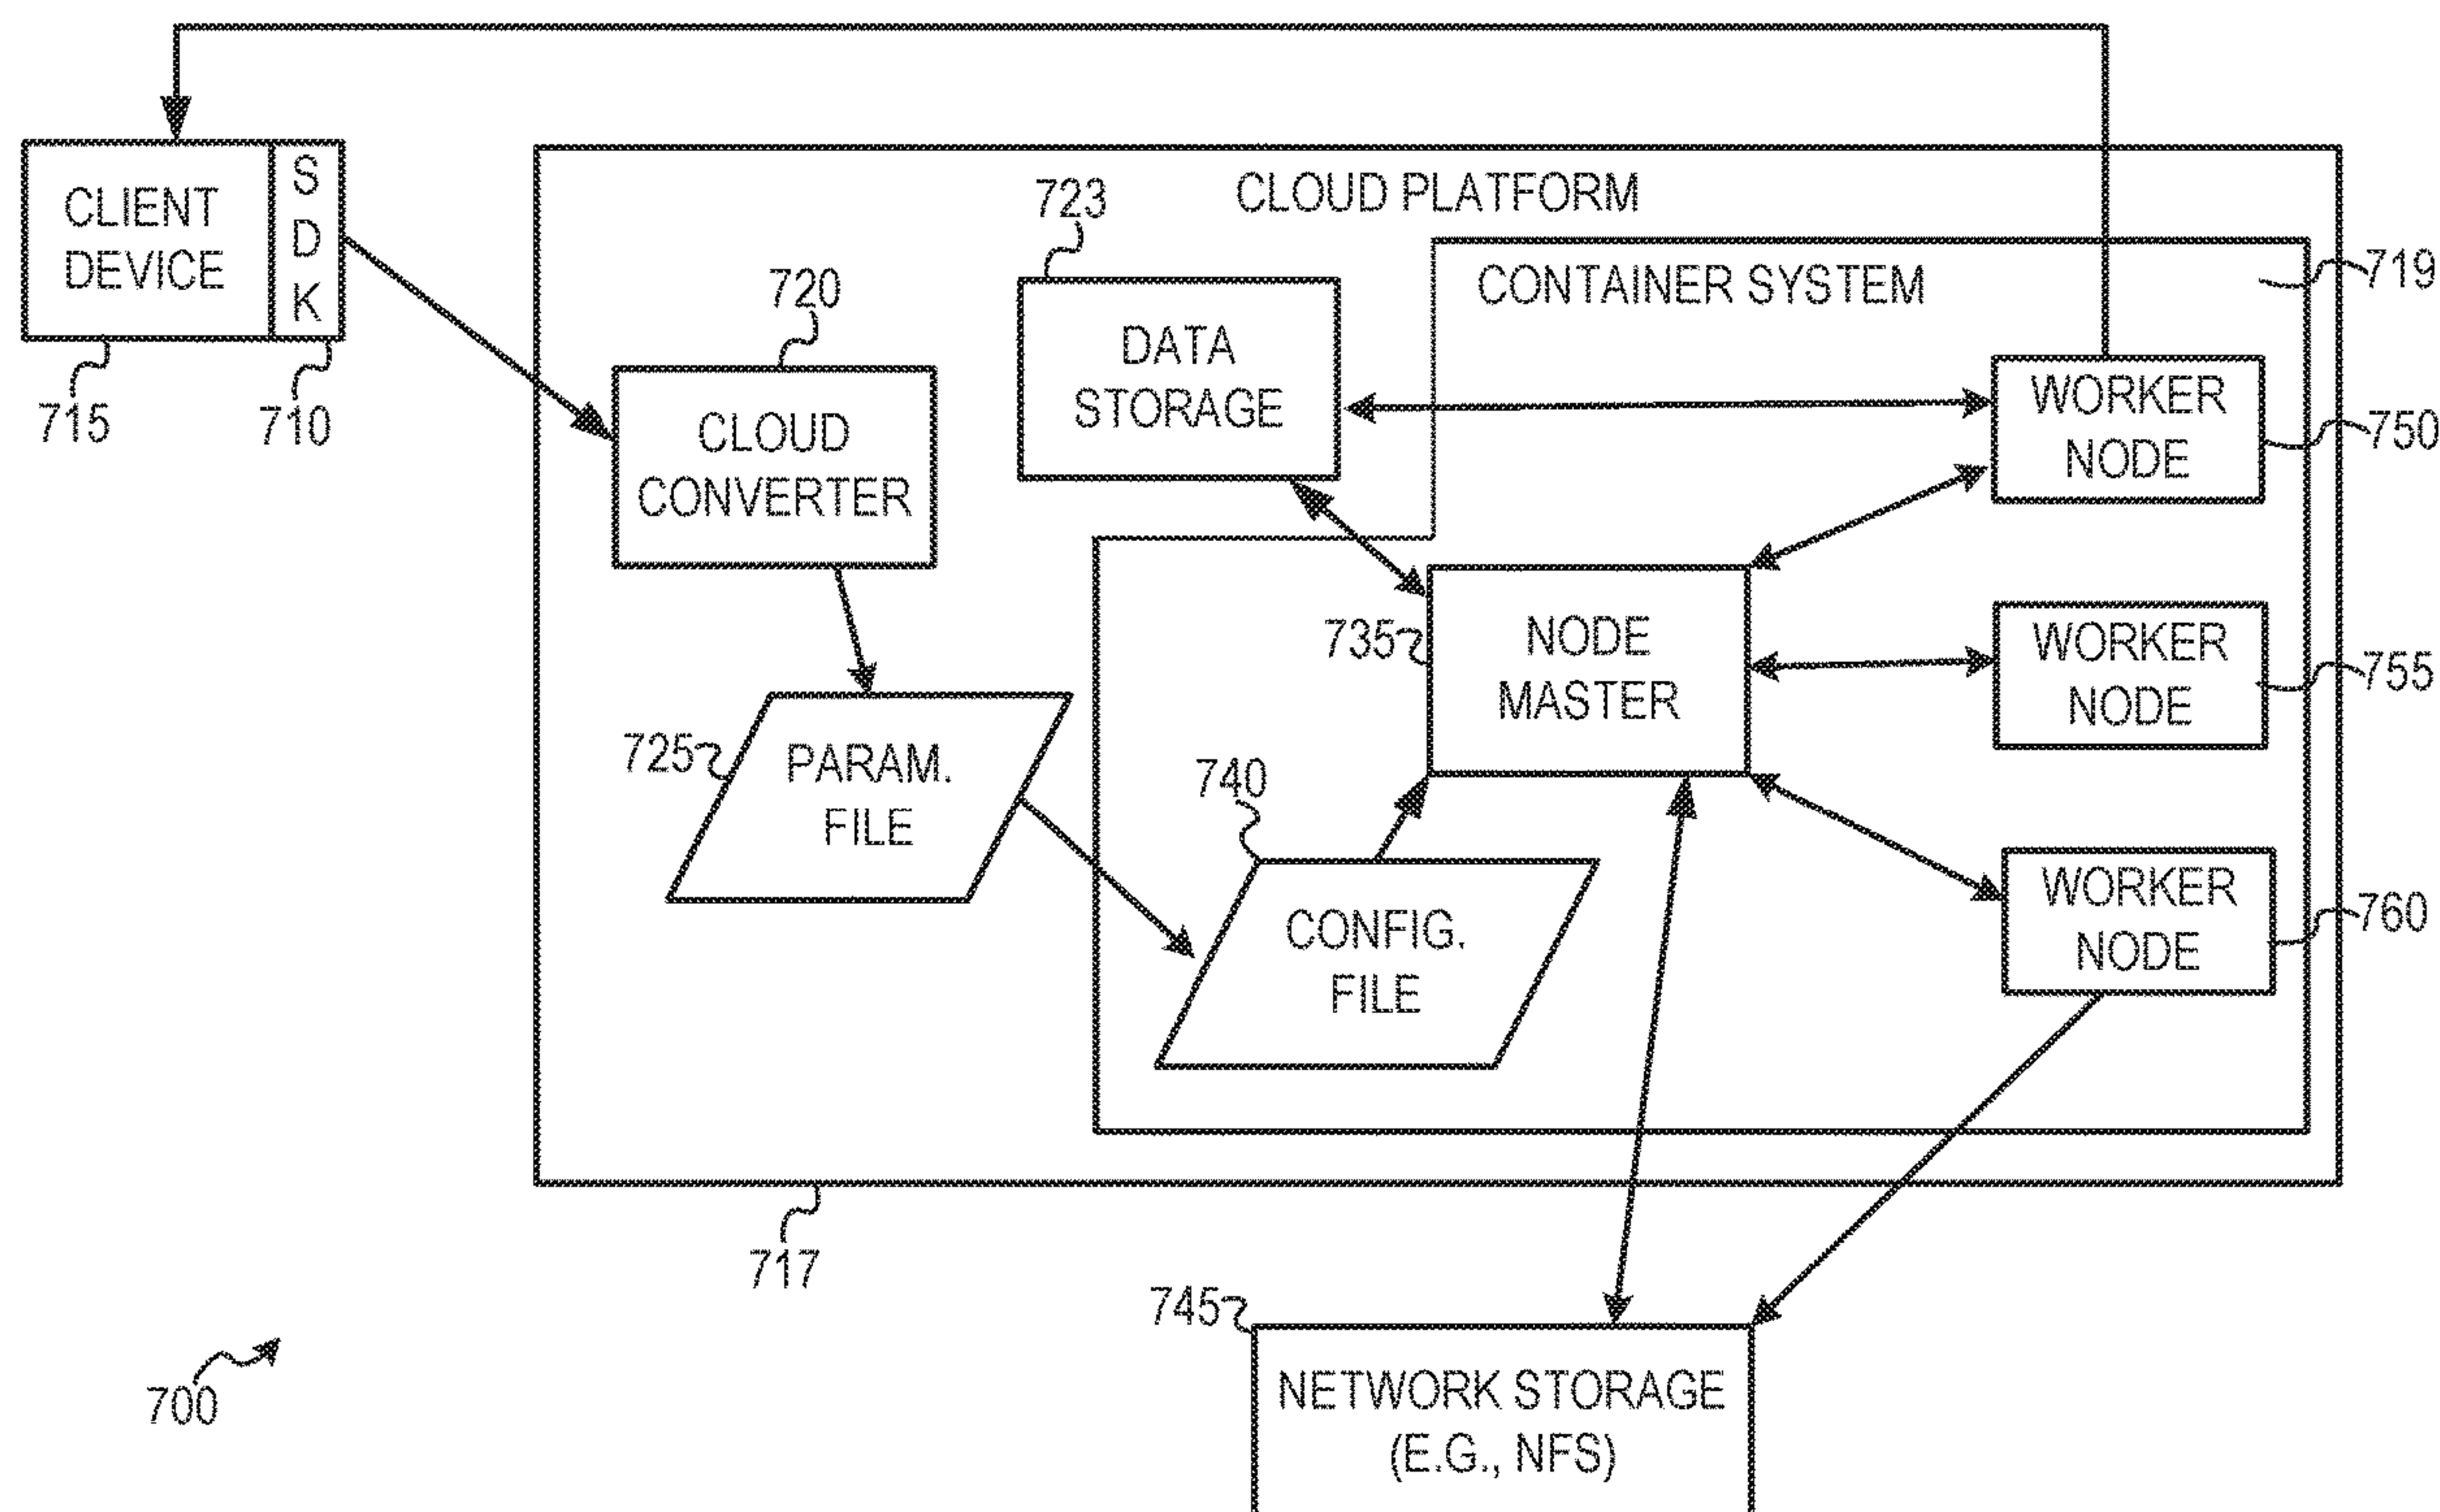 CLIENT
DEVICE
S
D
K
715
710
CLOUD PLATFORM
723
720
CONTAINER SYSTEM
719
DATA
STORAGE
CLOUD
CONVERTER
WORKER
NODE
750
735
NODE
MASTER
WORKER
NODE
755
725
PARAM.
FILE
740
CONFIG.
FILE
WORKER
NODE
760
717
745
NETWORK STORAGE
(E.G., NFS)
700